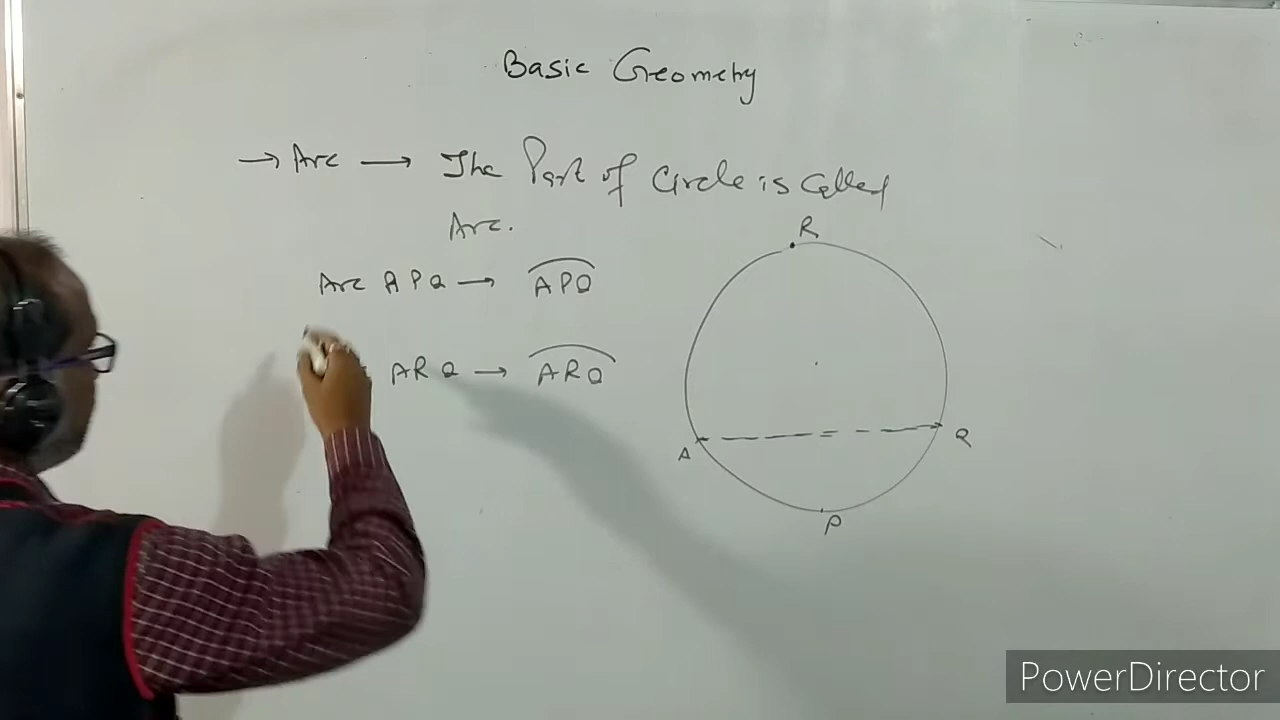 Basic Geometry
→ Arc → The Part of Circle is Called
Arc.
Arc APQ → APQ
ARQ → ARQ
R
A
Q
P
PowerDirector